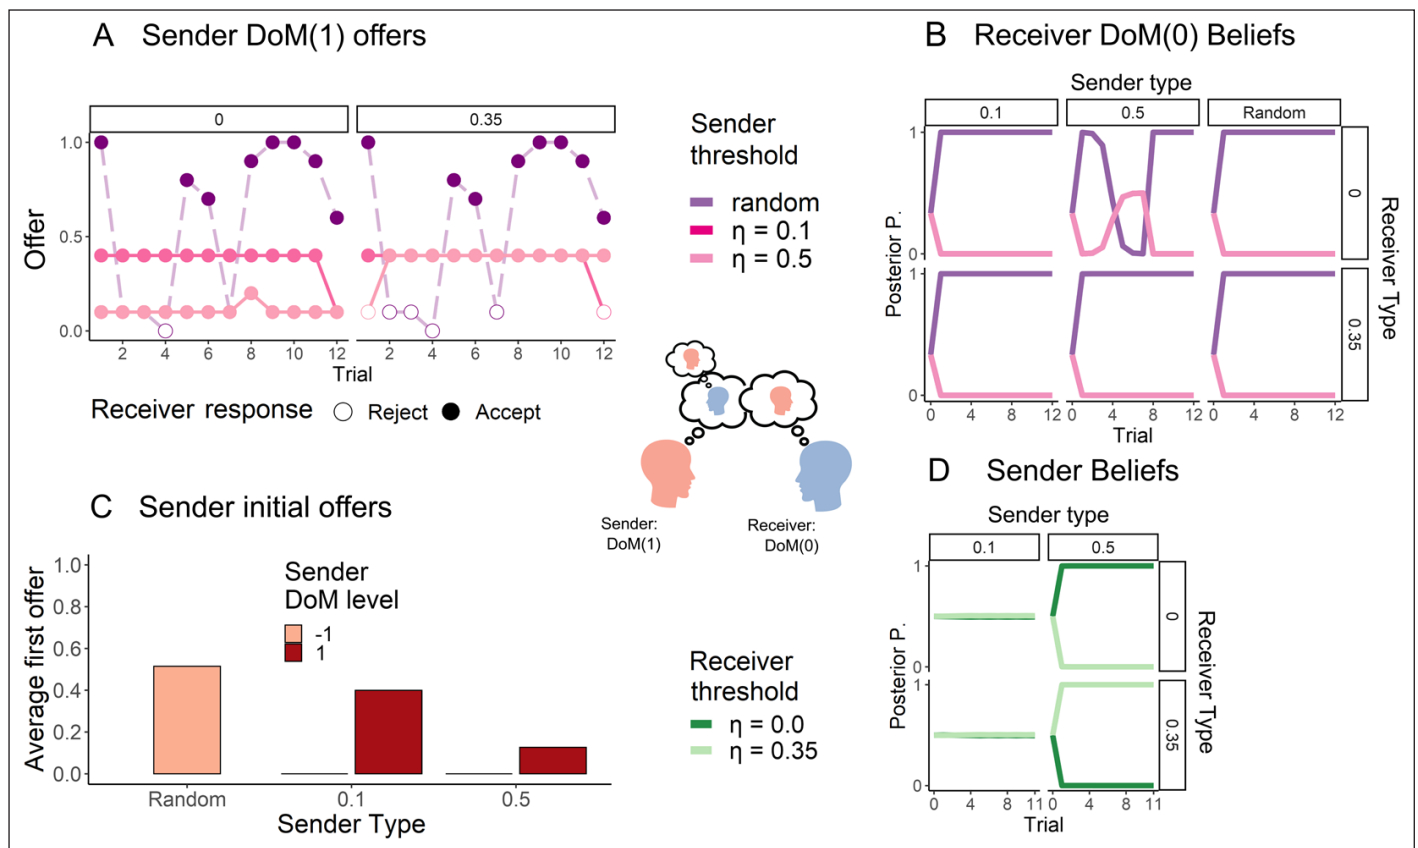 A Sender DoM(1) offers
0
0.35
1.0
0.5
0.0
Offer
2 4 6 8 10 12
2 4 6 8 10 12
Trial
Receiver response Reject Accept
Sender
threshold
random
η = 0.1
η = 0.5
B Receiver DoM(0) Beliefs
Sender type
0.1
0.5
Random
1
0
1
0
Posterior P.
0
0.35
Receiver Type
0 4 8 12
0 4 8 12
0 4 8 12
Trial
Sender:
DoM(1)
Receiver:
DoM(0)
C Sender initial offers
Average first offer
1.0
0.8
0.6
0.4
0.2
0.0
Sender
DoM level
-1
1
Random
0.1
0.5
Sender Type
Receiver
threshold
η = 0.0
η = 0.35
D Sender Beliefs
Sender type
0.1
0.5
1
0
1
0
Posterior P.
0
0.35
Receiver Type
0 4 8 11
0 4 8 11
Trial